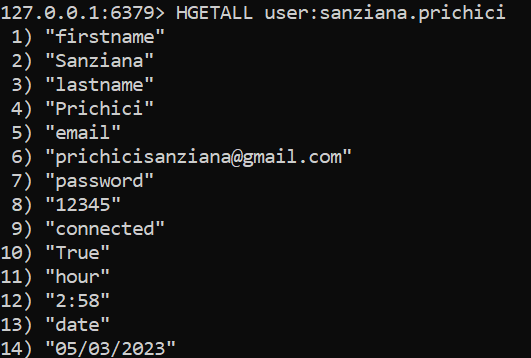 127.0.0.1:6379> HGETALL user:sanziana.prichici
1) "firstname"
2) "Sanziana"
3) "lastname"
4) "Prichici"
5) "email"
6) "prichicisanziana@gmail.com"
7) "password"
8) "12345"
9) "connected"
10) "True"
11) "hour"
12) "2:58"
13) "date"
14) "05/03/2023"